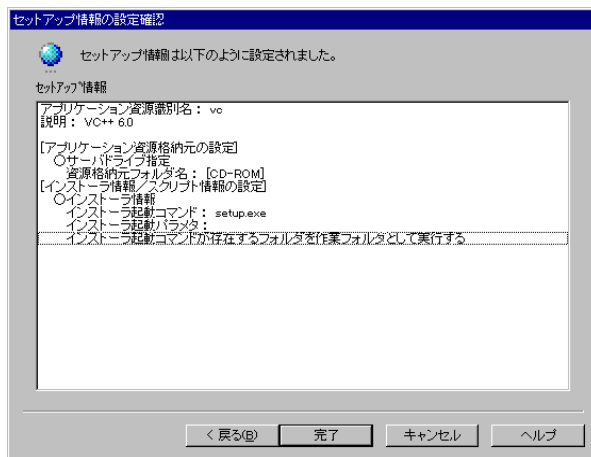 セットアップ情報の設定確認
セットアップ情報は以下のように設定されました。
セットアップ情報
アプリケーション資源識別名： vc
説明： VC++ 6.0
[アプリケーション資源格納元の設定]
○サーバドライブ指定
資源格納元フォルダ名： [CD-ROM]
[インストーラ情報／スクリプト情報の設定]
○インストーラ情報
インストーラ起動コマンド： setup.exe
インストーラ起動パラメタ：
インストーラ起動コマンドが存在するフォルダを作業フォルダとして実行する
< 戻る(B)
完了
キャンセル
ヘルプ